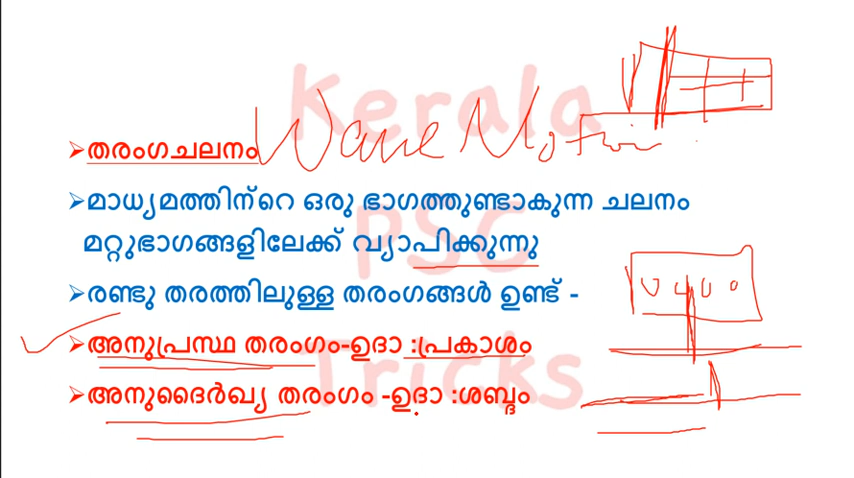 തരംഗചലനം Wave Motion
മാധ്യമത്തിന്റെ ഒരു ഭാഗത്തുണ്ടാകുന്ന ചലനം
മറ്റുഭാഗങ്ങളിലേക്ക് വ്യാപിക്കുന്നു
രണ്ടു തരത്തിലുള്ള തരംഗങ്ങൾ ഉണ്ട് -
അനുപ്രസ്ഥ തരംഗം-ഉദാ :പ്രകാശം
അനുദൈർഖ്യ തരംഗം -ഉദാ :ശബ്ദം
Kerala
PSC
Tricks